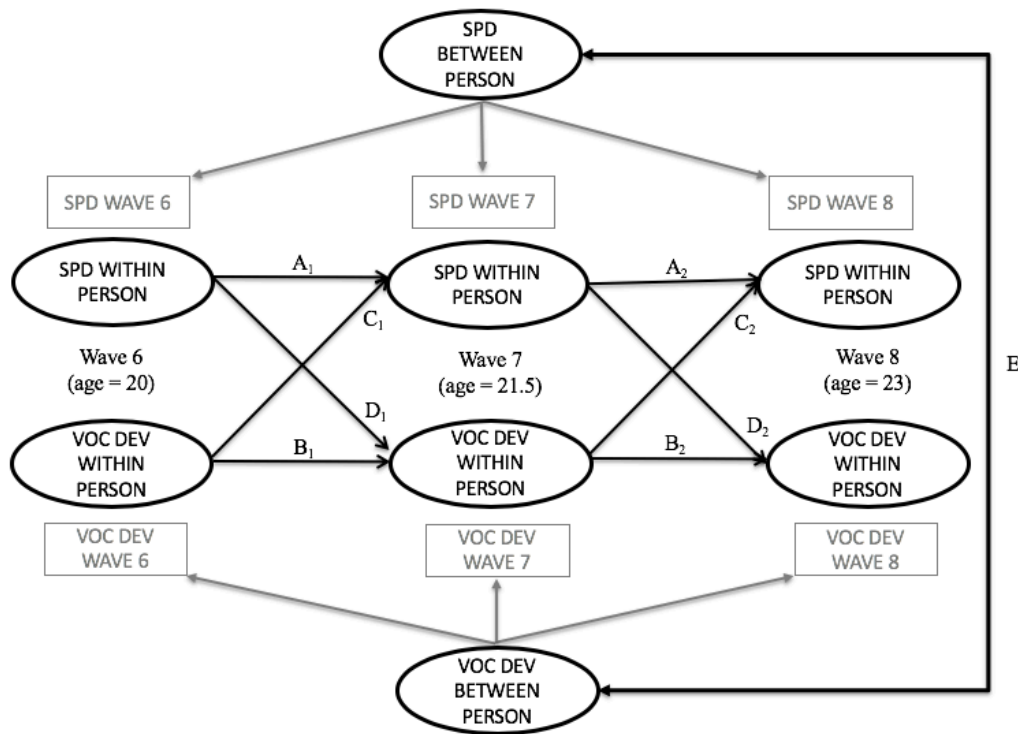 SPD
BETWEEN
PERSON
SPD WAVE 6
SPD WAVE 7
SPD WAVE 8
SPD WITHIN
PERSON
A₁
SPD WITHIN
PERSON
A₂
SPD WITHIN
PERSON
C₁
C₂
Wave 6
(age = 20)
Wave 7
(age = 21.5)
Wave 8
(age = 23)
E
D₁
D₂
VOC DEV
WITHIN
PERSON
B₁
VOC DEV
WITHIN
PERSON
B₂
VOC DEV
WITHIN
PERSON
VOC DEV
WAVE 6
VOC DEV
WAVE 7
VOC DEV
WAVE 8
VOC DEV
BETWEEN
PERSON